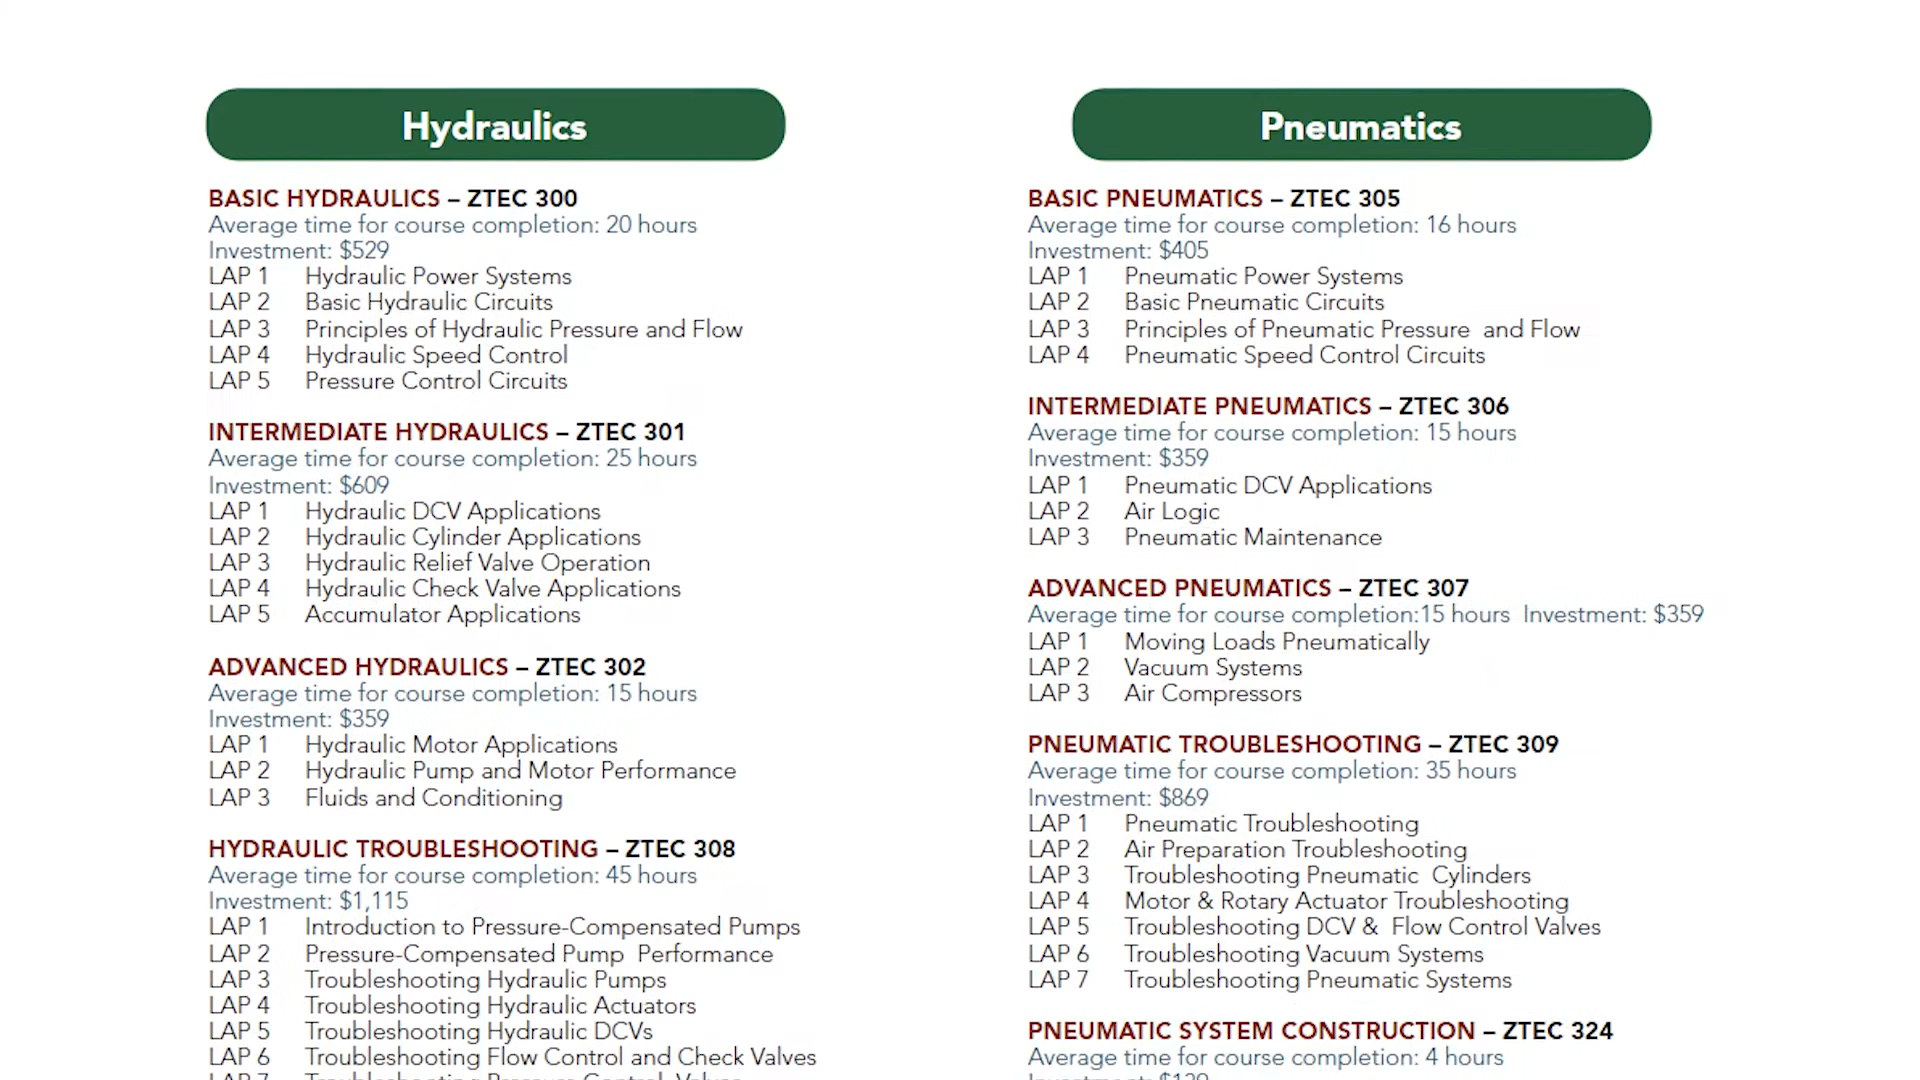 Hydraulics
BASIC HYDRAULICS – ZTEC 300
Average time for course completion: 20 hours
Investment: $529
LAP 1 Hydraulic Power Systems
LAP 2 Basic Hydraulic Circuits
LAP 3 Principles of Hydraulic Pressure and Flow
LAP 4 Hydraulic Speed Control
LAP 5 Pressure Control Circuits
INTERMEDIATE HYDRAULICS – ZTEC 301
Average time for course completion: 25 hours
Investment: $609
LAP 1 Hydraulic DCV Applications
LAP 2 Hydraulic Cylinder Applications
LAP 3 Hydraulic Relief Valve Operation
LAP 4 Hydraulic Check Valve Applications
LAP 5 Accumulator Applications
ADVANCED HYDRAULICS – ZTEC 302
Average time for course completion: 15 hours
Investment: $359
LAP 1 Hydraulic Motor Applications
LAP 2 Hydraulic Pump and Motor Performance
LAP 3 Fluids and Conditioning
HYDRAULIC TROUBLESHOOTING – ZTEC 308
Average time for course completion: 45 hours
Investment: $1,115
LAP 1 Introduction to Pressure-Compensated Pumps
LAP 2 Pressure-Compensated Pump Performance
LAP 3 Troubleshooting Hydraulic Pumps
LAP 4 Troubleshooting Hydraulic Actuators
LAP 5 Troubleshooting Hydraulic DCVs
LAP 6 Troubleshooting Flow Control and Check Valves
LAP 7 Troubleshooting Pressure Control Valves
Pneumatics
BASIC PNEUMATICS – ZTEC 305
Average time for course completion: 16 hours
Investment: $405
LAP 1 Pneumatic Power Systems
LAP 2 Basic Pneumatic Circuits
LAP 3 Principles of Pneumatic Pressure and Flow
LAP 4 Pneumatic Speed Control Circuits
INTERMEDIATE PNEUMATICS – ZTEC 306
Average time for course completion: 15 hours
Investment: $359
LAP 1 Pneumatic DCV Applications
LAP 2 Air Logic
LAP 3 Pneumatic Maintenance
ADVANCED PNEUMATICS – ZTEC 307
Average time for course completion:15 hours Investment: $359
LAP 1 Moving Loads Pneumatically
LAP 2 Vacuum Systems
LAP 3 Air Compressors
PNEUMATIC TROUBLESHOOTING – ZTEC 309
Average time for course completion: 35 hours
Investment: $869
LAP 1 Pneumatic Troubleshooting
LAP 2 Air Preparation Troubleshooting
LAP 3 Troubleshooting Pneumatic Cylinders
LAP 4 Motor & Rotary Actuator Troubleshooting
LAP 5 Troubleshooting DCV & Flow Control Valves
LAP 6 Troubleshooting Vacuum Systems
LAP 7 Troubleshooting Pneumatic Systems
PNEUMATIC SYSTEM CONSTRUCTION – ZTEC 324
Average time for course completion: 4 hours
Investment: